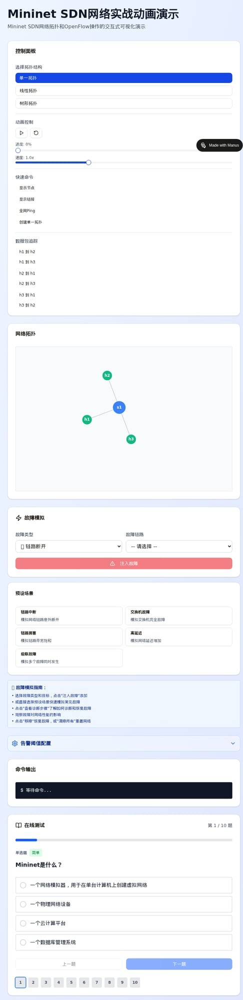 Mininet SDN网络实战动画演示
Mininet SDN网络拓扑和OpenFlow操作的交互式可视化演示
控制面板
选择拓扑结构
单一拓扑
线性拓扑
树形拓扑
动画控制
进度: 0%
Made with Manus
速度: 1.0x
快速命令
显示节点
显示链接
全网Ping
创建单一拓扑
数据包追踪
h1 到 h2
h1 到 h3
h2 到 h1
h2 到 h3
h3 到 h1
h3 到 h2
网络拓扑
h2
s1
h1
h3
故障模拟
故障类型 故障链路
链路断开 -- 请选择 --
注入故障
预设场景
链路中断 交换机故障
模拟网络链路意外断开 模拟交换机完全故障
链路拥塞 高延迟
模拟链路带宽饱和 模拟网络延迟增加
级联故障
模拟多个故障同时发生
故障模拟指南：
• 选择故障类型和目标，点击"注入故障"添加
• 或直接选择预设场景快速模拟常见故障
• 点击"查看诊断步骤"了解如何诊断和恢复故障
• 观察故障对网络性能的影响
• 点击"移除"恢复故障，或"清除所有"重置网络
告警阈值配置
命令输出
$ 等待命令...
在线测试 第 1 / 10 题
单选题 简单
Mininet是什么？
一个网络模拟器，用于在单台计算机上创建虚拟网络
一个物理网络设备
一个云计算平台
一个数据库管理系统
上一题 下一题
1 2 3 4 5 6 7 8 9 10